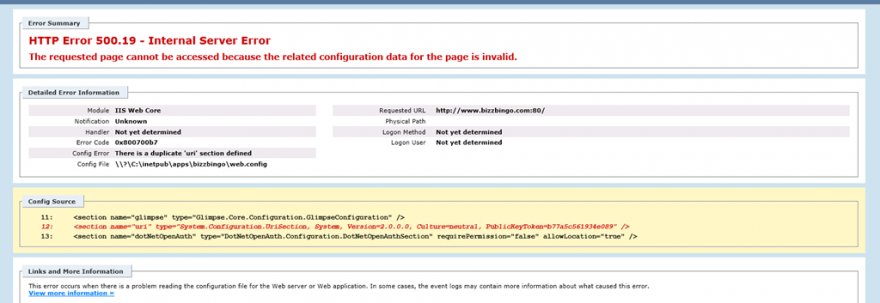 Error Summary
HTTP Error 500.19 - Internal Server Error
The requested page cannot be accessed because the related configuration data for the page is invalid.
Detailed Error Information
Module IIS Web Core
Notification Unknown
Handler Not yet determined
Error Code 0x800700b7
Config Error There is a duplicate 'uri' section defined
Config File \\?\C:\inetpub\apps\bizzbingo\web.config
Requested URL http://www.bizzbingo.com:80/
Physical Path
Logon Method Not yet determined
Logon User Not yet determined
Config Source
11: <section name="glimpse" type="Glimpse.Core.Configuration.GlimpseConfiguration" />
12: <section name="uri" type="System.Configuration.UriSection, System, Version=2.0.0.0, Culture=neutral, PublicKeyToken=b77a5c561934e089" />
13: <section name="dotNetOpenAuth" type="DotNetOpenAuth.Configuration.DotNetOpenAuthSection" requirePermission="false" allowLocation="true" />
Links and More Information
This error occurs when there is a problem reading the configuration file for the Web server or Web application. In some cases, the event logs may contain more information about what caused this error.
View more information »